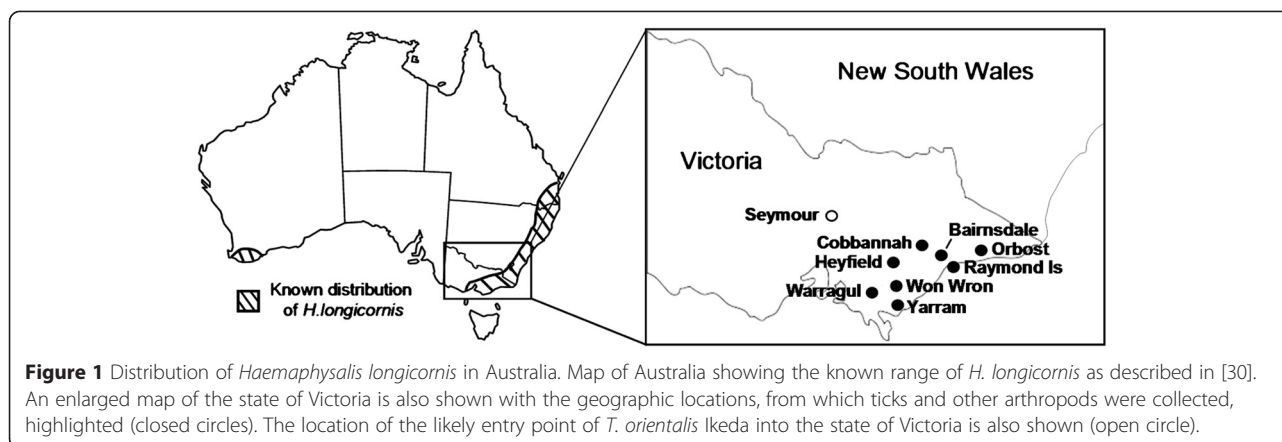 Known distribution
of H.longicornis
New South Wales
Victoria
Seymour
Bairnsdale
Cobbannah
Orbost
Heyfield
Raymond Is
Warragul
Won Wron
Yarram
Figure 1 Distribution of Haemaphysalis longicornis in Australia. Map of Australia showing the known range of H. longicornis as described in [30].
An enlarged map of the state of Victoria is also shown with the geographic locations, from which ticks and other arthropods were collected,
highlighted (closed circles). The location of the likely entry point of T. orientalis Ikeda into the state of Victoria is also shown (open circle).